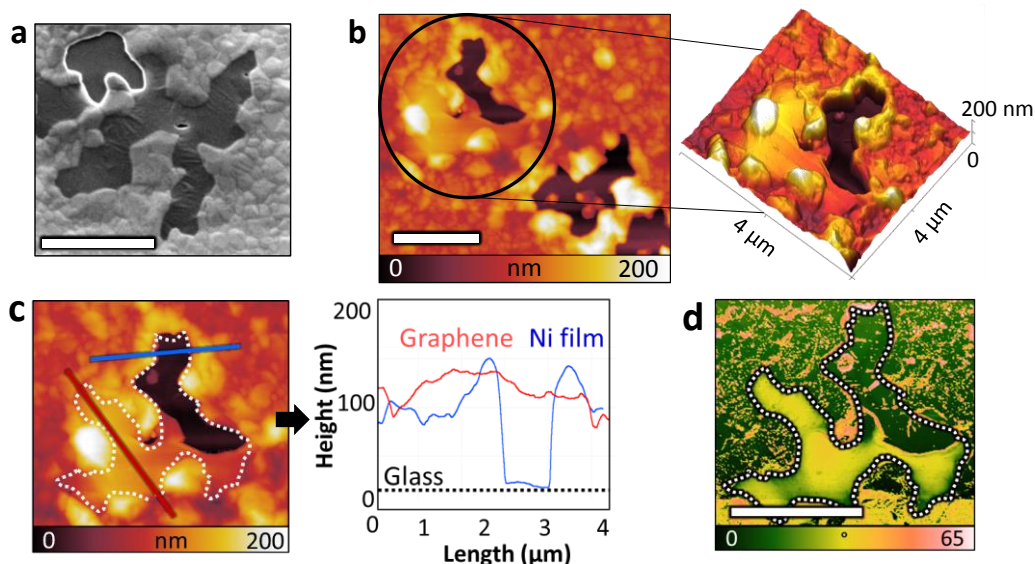 a
b
200 nm
0
4 µm
4 µm
0 nm 200
c
200
Graphene Ni film
100
Height (nm)
Glass
0
0 1 2 3 4
Length (µm)
0 nm 200
d
0 ° 65